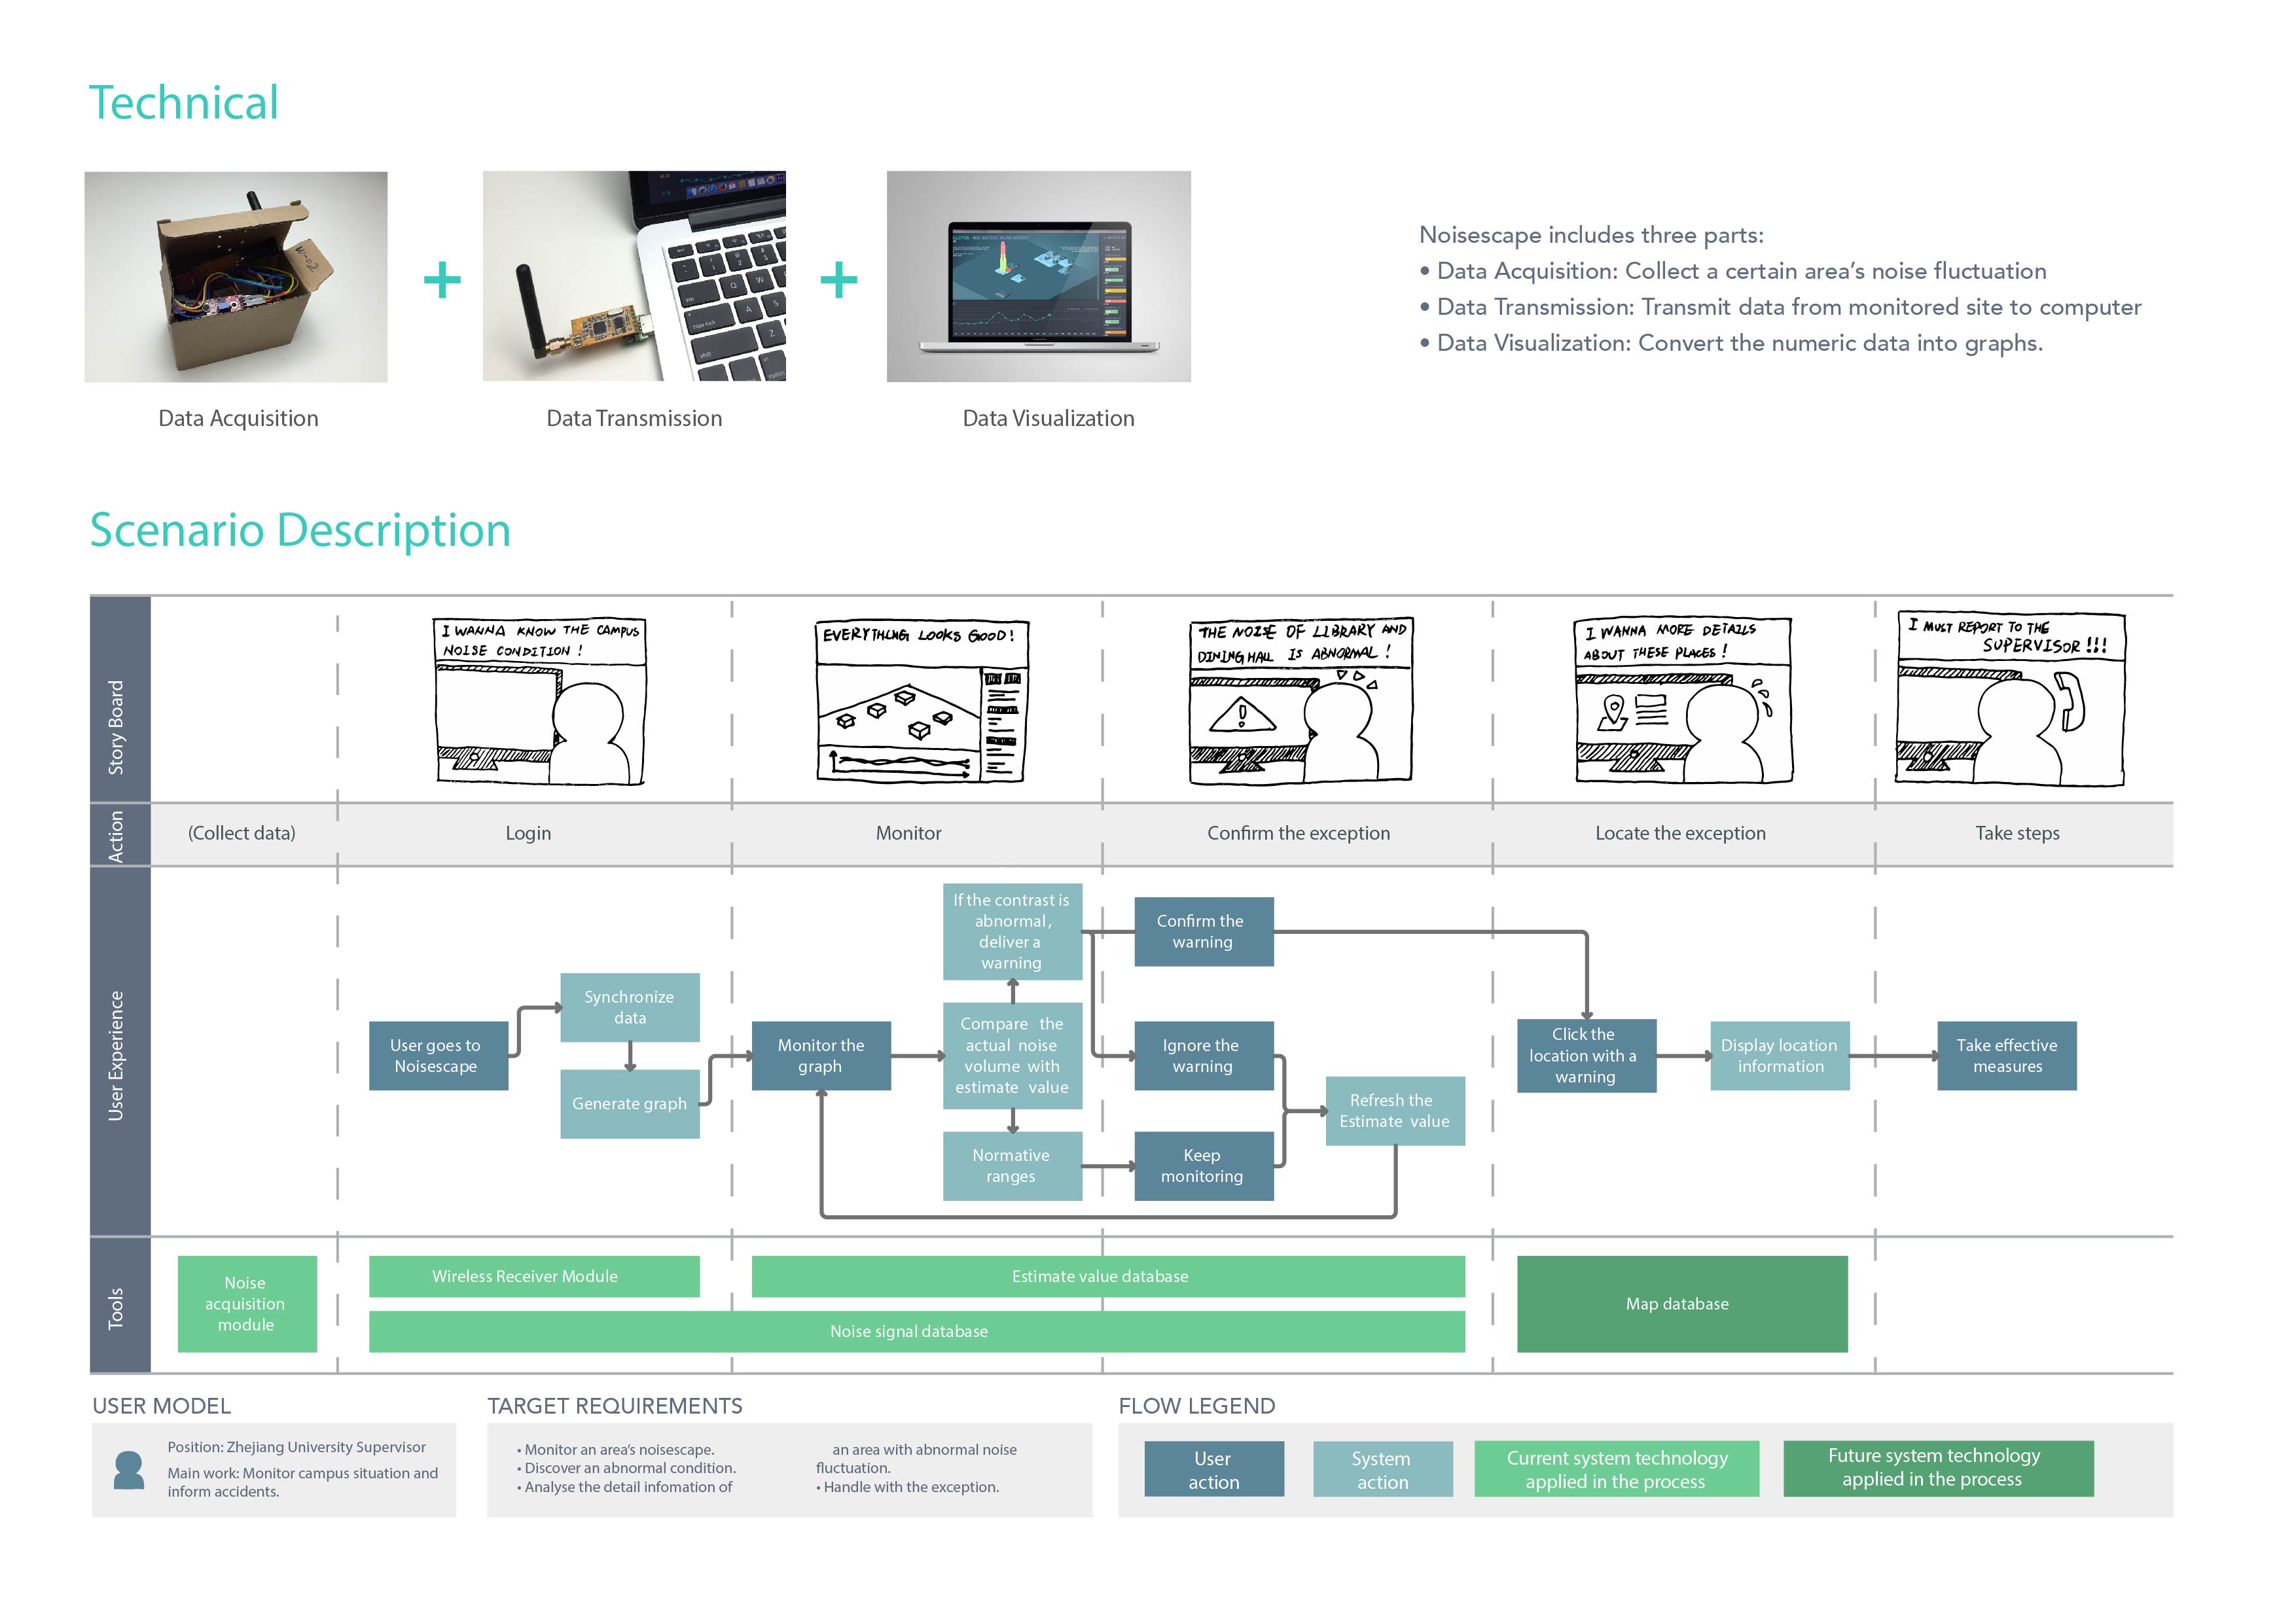 Technical
Data Acquisition
Data Transmission
Data Visualization
Noisescape includes three parts:
• Data Acquisition: Collect a certain area’s noise fluctuation
• Data Transmission: Transmit data from monitored site to computer
• Data Visualization: Convert the numeric data into graphs.
Scenario Description
Story Board
I WANNA KNOW THE CAMPUS
NOISE CONDITION !
EVERYTHING LOOKS GOOD !
THE NOISE OF LIBRARY AND
DINING HALL IS ABNORMAL !
I WANNA MORE DETAILS
ABOUT THESE PLACES !
I MUST REPORT TO THE
SUPERVISOR !!!
Action
(Collect data)
Login
Monitor
Confirm the exception
Locate the exception
Take steps
User Experience
User goes to
Noisescape
Synchronize
data
Generate graph
Monitor the
graph
If the contrast is
abnormal,
deliver a
warning
Compare the
actual noise
volume with
estimate value
Normative
ranges
Confirm the
warning
Ignore the
warning
Keep
monitoring
Refresh the
Estimate value
Click the
location with a
warning
Display location
information
Take effective
measures
Tools
Noise
acquisition
module
Wireless Receiver Module
Estimate value database
Noise signal database
Map database
USER MODEL
Position: Zhejiang University Supervisor
Main work: Monitor campus situation and
inform accidents.
TARGET REQUIREMENTS
• Monitor an area’s noisescape.
• Discover an abnormal condition.
• Analyse the detail infomation of
an area with abnormal noise
fluctuation.
• Handle with the exception.
FLOW LEGEND
User
action
System
action
Current system technology
applied in the process
Future system technology
applied in the process